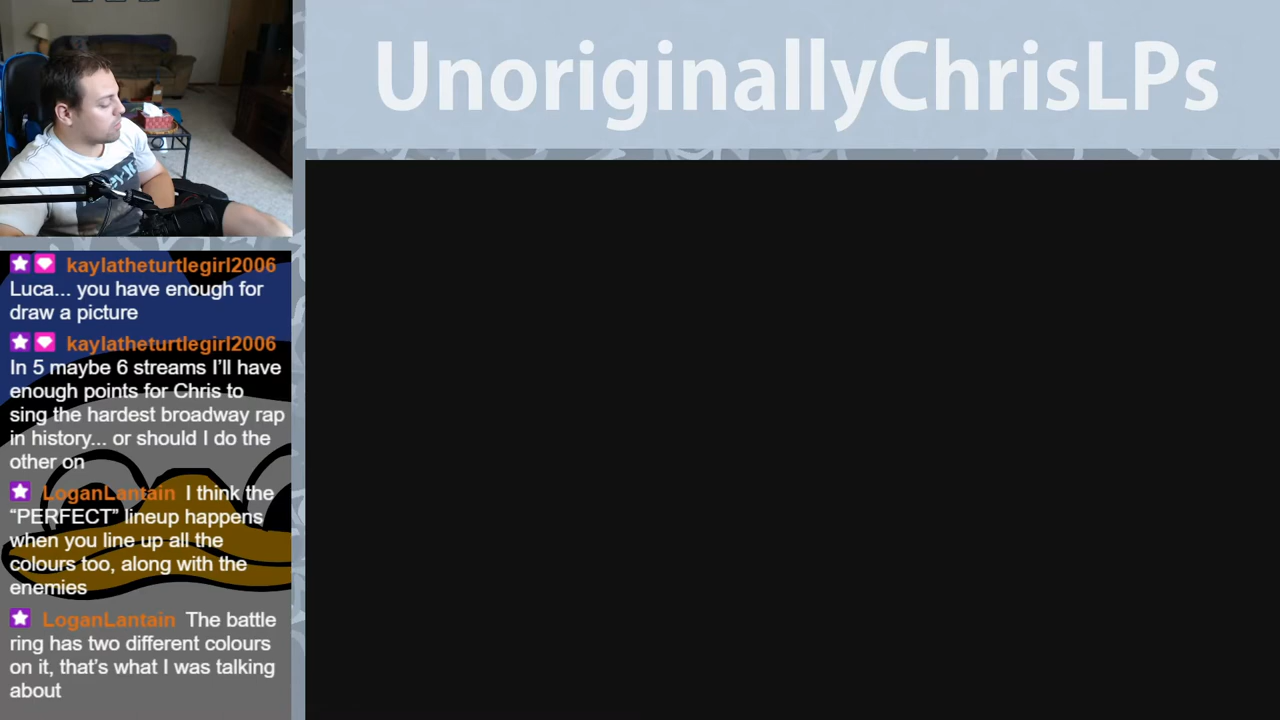 UnoriginallyChrisLPs
kaylatheturtlegirl2006
Luca... you have enough for
draw a picture
kaylatheturtlegirl2006
In 5 maybe 6 streams I’ll have
enough points for Chris to
sing the hardest broadway rap
in history... or should I do the
other on
LoganLantain I think the
“PERFECT” lineup happens
when you line up all the
colours too, along with the
enemies
LoganLantain The battle
ring has two different colours
on it, that’s what I was talking
about